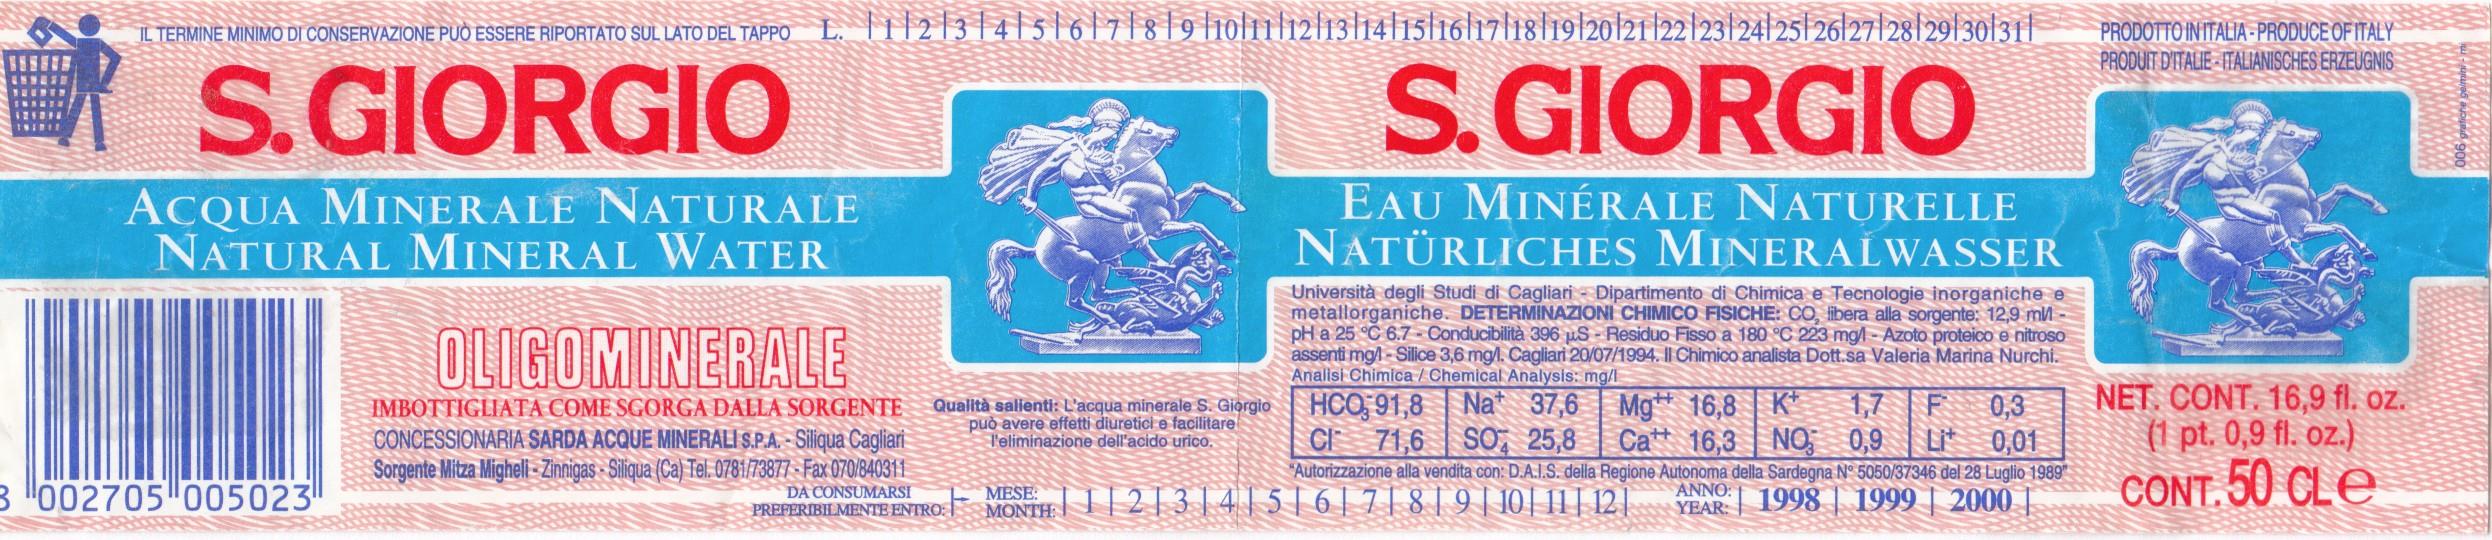 IL TERMINE MINIMO DI CONSERVAZIONE PUÒ ESSERE RIPORTATO SUL LATO DEL TAPPO
L. | 1 | 2 | 3 | 4 | 5 | 6 | 7 | 8 | 9 |10|11|12|13|14|15|16|17|18|19|20|21|22|23|24|25|26|27|28|29|30|31|
S. GIORGIO
ACQUA MINERALE NATURALE
NATURAL MINERAL WATER
8 002705 005023
OLIGOMINERALE
IMBOTTIGLIATA COME SGORGA DALLA SORGENTE
CONCESSIONARIA SARDA ACQUE MINERALI S.P.A. - Siliqua Cagliari
Sorgente Mitza Migheli - Zinnigas - Siliqua (Ca) Tel. 0781/73877 - Fax 070/840311
Qualità salienti: L'acqua minerale S. Giorgio
può avere effetti diuretici e facilitare
l'eliminazione dell'acido urico.
S. GIORGIO
EAU MINÉRALE NATURELLE
NATÜRLICHES MINERALWASSER
Università degli Studi di Cagliari - Dipartimento di Chimica e Tecnologie inorganiche e
metallorganiche. DETERMINAZIONI CHIMICO FISICHE: CO₂ libera alla sorgente: 12,9 ml/l -
pH a 25 °C 6.7 - Conducibilità 396 µS - Residuo Fisso a 180 °C 223 mg/l - Azoto proteico e nitroso
assenti mg/l - Silice 3,6 mg/l. Cagliari 20/07/1994. Il Chimico analista Dott.sa Valeria Marina Nurchi.
Analisi Chimica / Chemical Analysis: mg/l
HCO₃⁻ 91,8 | Na⁺ 37,6 | Mg⁺⁺ 16,8 | K⁺ 1,7 | F⁻ 0,3
Cl⁻ 71,6 | SO₄⁻⁻ 25,8 | Ca⁺⁺ 16,3 | NO₃⁻ 0,9 | Li⁺ 0,01
"Autorizzazione alla vendita con: D.A.I.S. della Regione Autonoma della Sardegna N° 5050/37346 del 28 Luglio 1989"
DA CONSUMARSI
PREFERIBILMENTE ENTRO:
MESE:
MONTH: | 1 | 2 | 3 | 4 | 5 | 6 | 7 | 8 | 9 | 10 | 11 | 12 |
ANNO:
YEAR: | 1998 | 1999 | 2000 |
PRODOTTO IN ITALIA - PRODUCE OF ITALY
PRODUIT D'ITALIE - ITALIANISCHES ERZEUGNIS
006 grafiche gemini - mi
NET. CONT. 16,9 fl. oz.
(1 pt. 0,9 fl. oz.)
CONT. 50 CL e